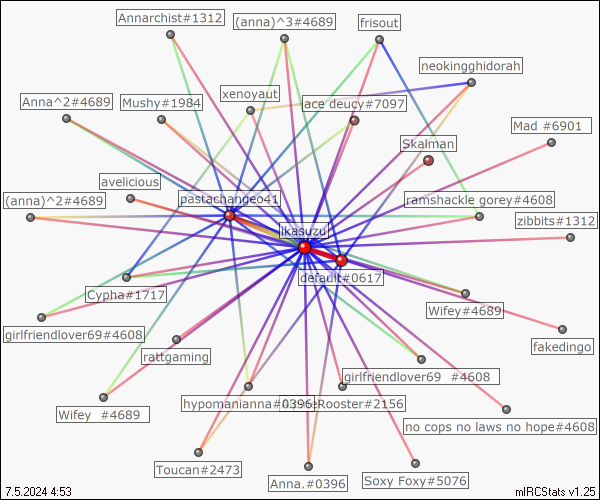 Annarchist#1312
(anna)^3#4689
frisout
neokingghidorah
xenoyaut
Anna^2#4689
Mushy#1984
ace deucy#7097
Mad #6901
Skalman
avelicious
pastachangeo41
(anna)^2#4689
ramshackle gorey#4608
zibbits#1312
ikasuzu
default#0617
Cypha#1717
Wifey#4689
girlfriendlover69#4608
fakedingo
rattgaming
girlfriendlover69 #4608
hypomanianna#0396
Rooster#2156
Wifey #4689
no cops no laws no hope#4608
Toucan#2473
Anna.#0396
Soxy Foxy#5076
7.5.2024 4:53
mIRCStats v1.25